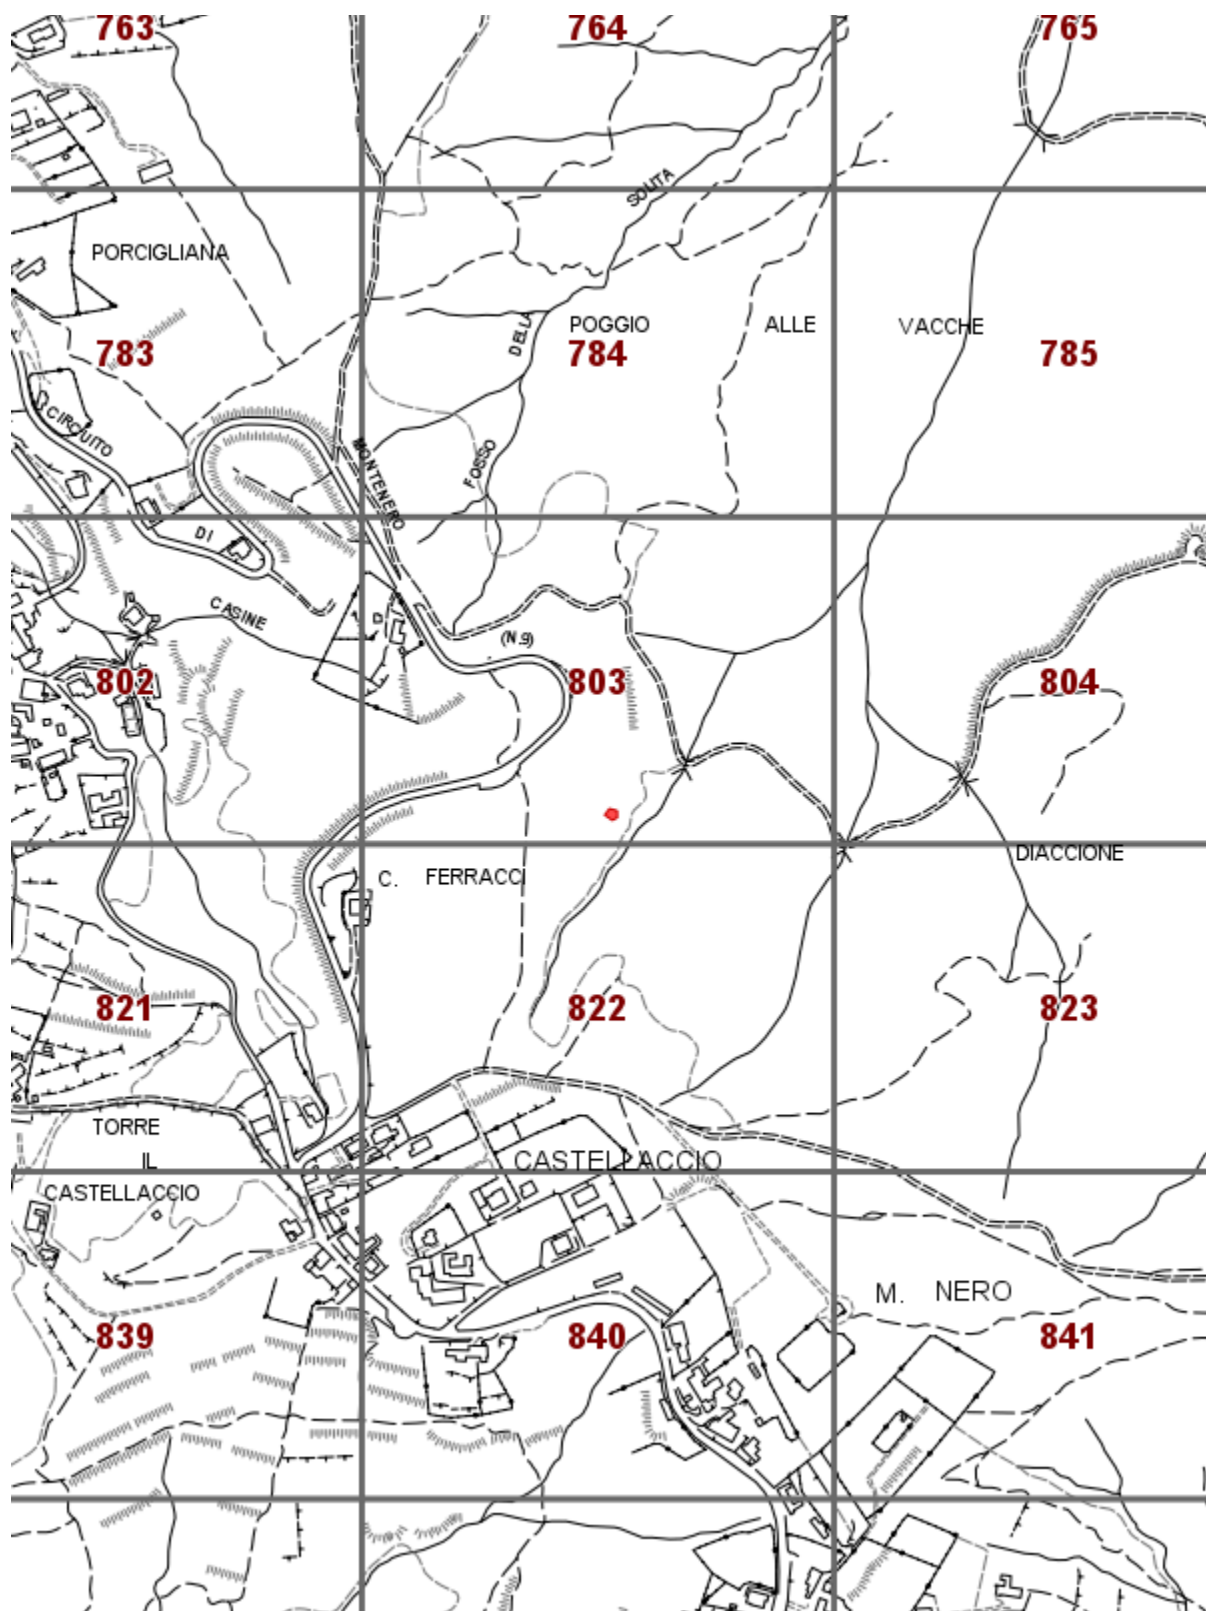 763
764
765
SOLITA
PORCIGLIANA
DELLA
POGGIO
ALLE
VACCHE
783
784
785
CIRCUITO
MONTENERO
FOSSO
DI
CASINE
(N.9)
802
803
804
DIACCIONE
C. FERRACCI
821
822
823
TORRE
IL
CASTELLACCIO
CASTELLACCIO
M. NERO
839
840
841